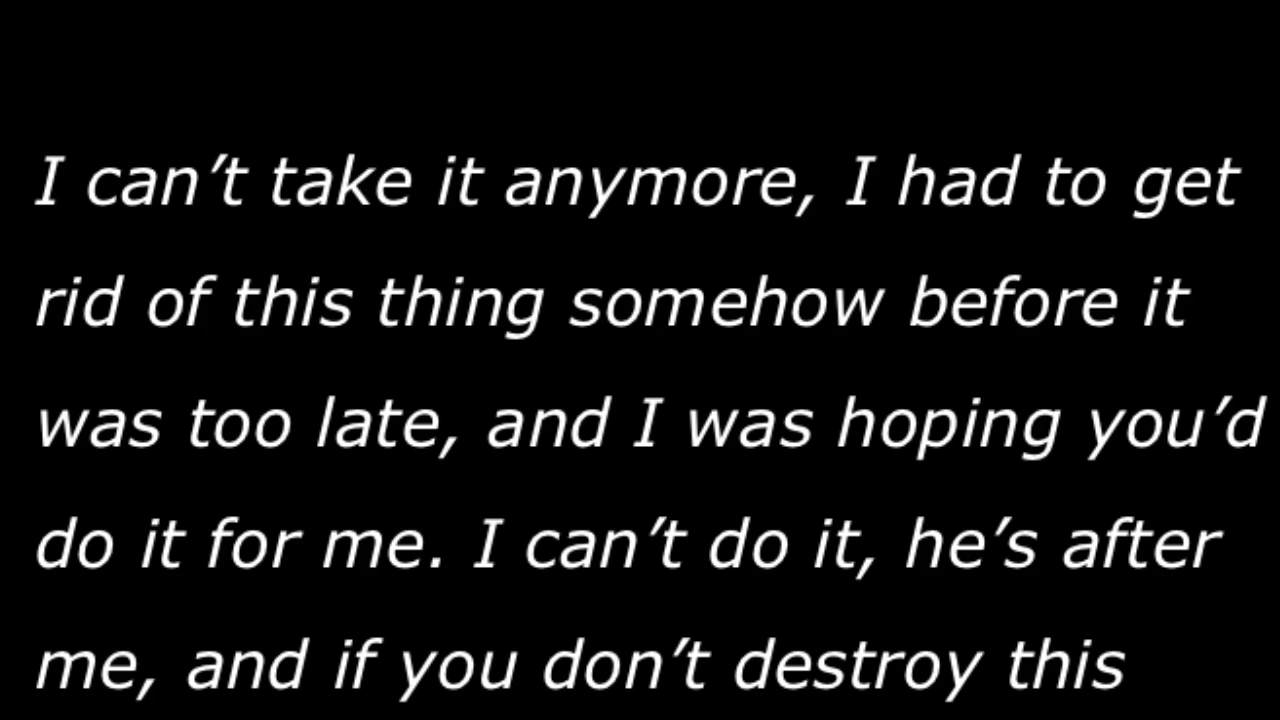 I can’t take it anymore, I had to get
rid of this thing somehow before it
was too late, and I was hoping you’d
do it for me. I can’t do it, he’s after
me, and if you don’t destroy this